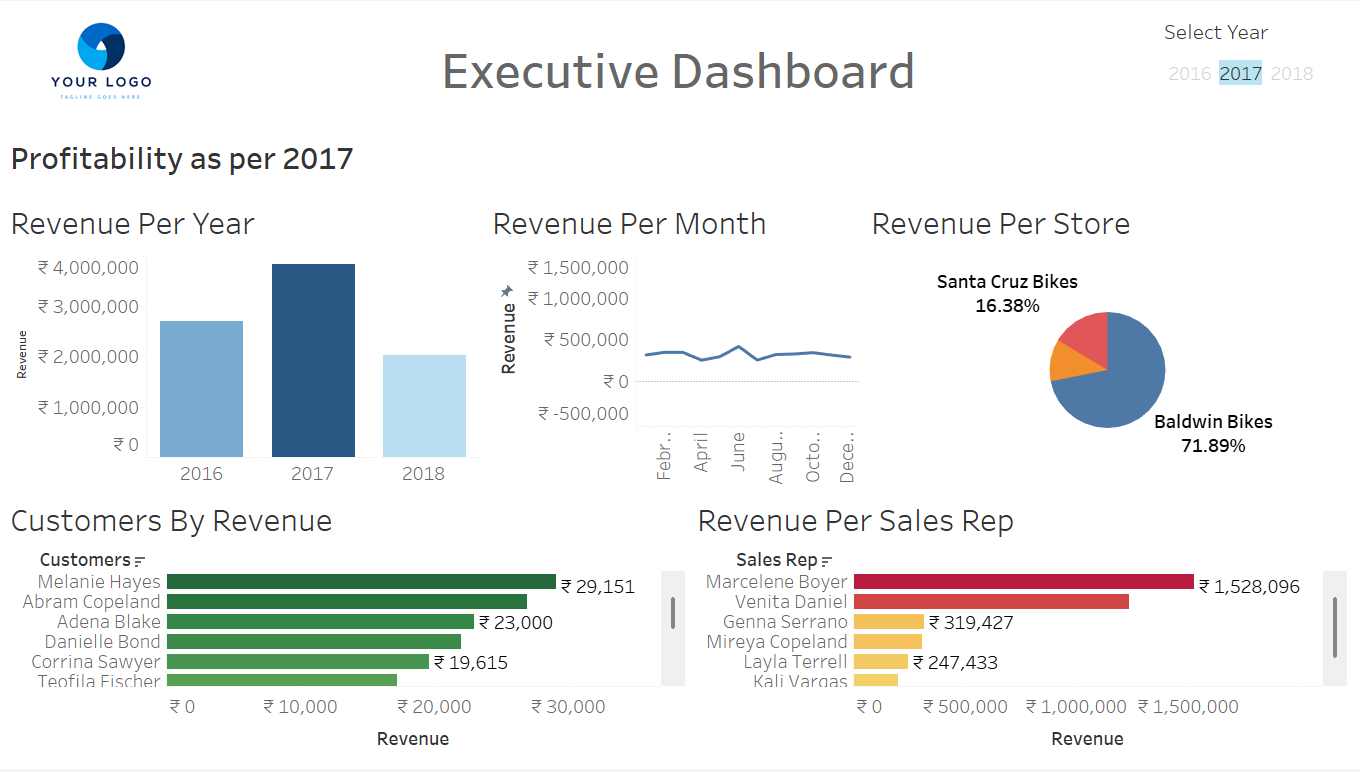 YOUR LOGO
TAGLINE GOES HERE
Executive Dashboard
Select Year
2016 2017 2018
Profitability as per 2017
Revenue Per Year
₹ 4,000,000
₹ 3,000,000
₹ 2,000,000
₹ 1,000,000
₹ 0
Revenue
2016 2017 2018
Revenue Per Month
₹ 1,500,000
₹ 1,000,000
₹ 500,000
₹ 0
₹ -500,000
Revenue
Febr..
April
June
Augu..
Octo..
Dece..
Revenue Per Store
Santa Cruz Bikes
16.38%
Baldwin Bikes
71.89%
Customers By Revenue
Customers
Melanie Hayes ₹ 29,151
Abram Copeland
Adena Blake ₹ 23,000
Danielle Bond
Corrina Sawyer ₹ 19,615
Teofila Fischer
₹ 0 ₹ 10,000 ₹ 20,000 ₹ 30,000
Revenue
Revenue Per Sales Rep
Sales Rep
Marcelene Boyer ₹ 1,528,096
Venita Daniel
Genna Serrano ₹ 319,427
Mireya Copeland
Layla Terrell ₹ 247,433
Kali Vargas
₹ 0 ₹ 500,000 ₹ 1,000,000 ₹ 1,500,000
Revenue